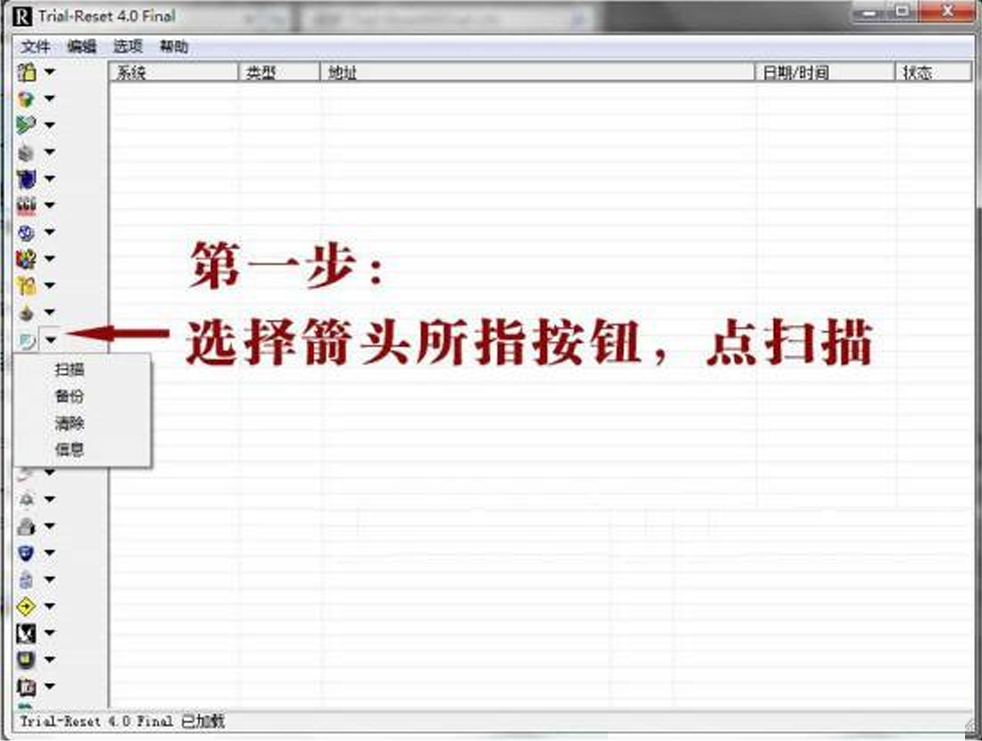 Trial-Reset 4.0 Final
文件 编辑 选项 帮助
系统 类型 地址 日期/时间 状态
第一步：
选择箭头所指按钮，点扫描
扫描
备份
清除
信息
Trial-Reset 4.0 Final 已加载